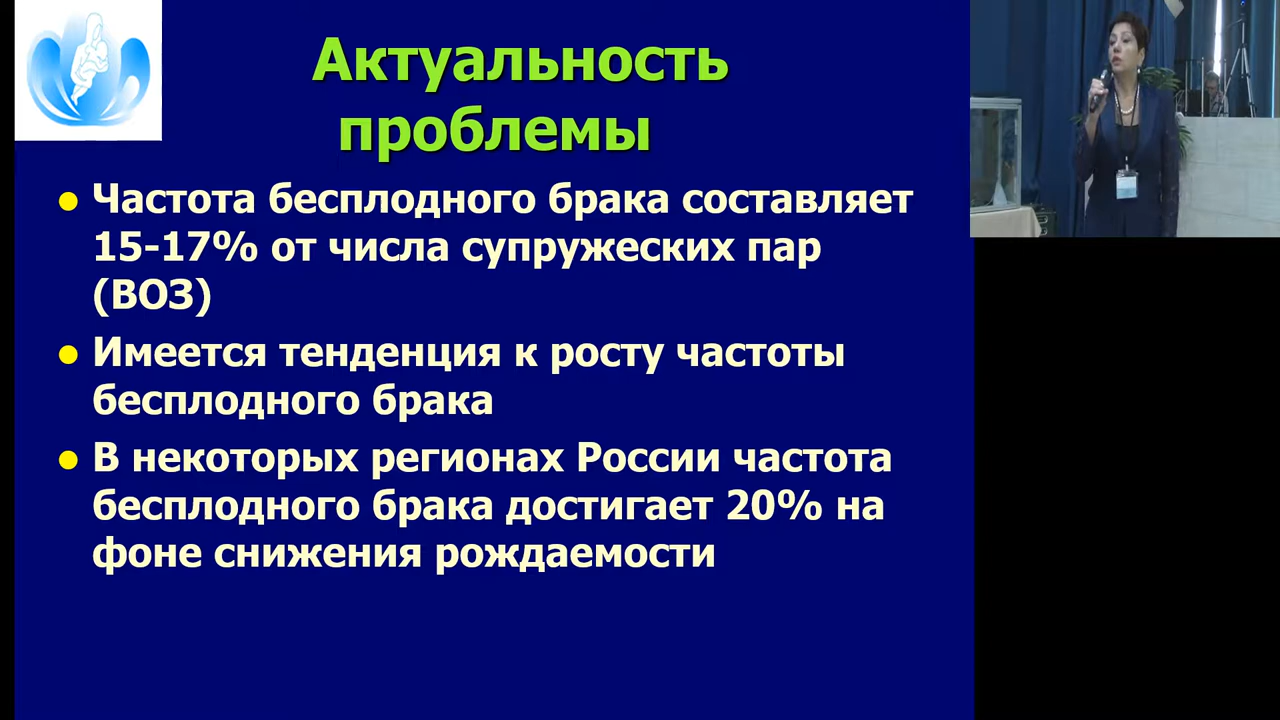 Актуальность
проблемы
Частота бесплодного брака составляет
15-17% от числа супружеских пар
(ВОЗ)
Имеется тенденция к росту частоты
бесплодного брака
В некоторых регионах России частота
бесплодного брака достигает 20% на
фоне снижения рождаемости